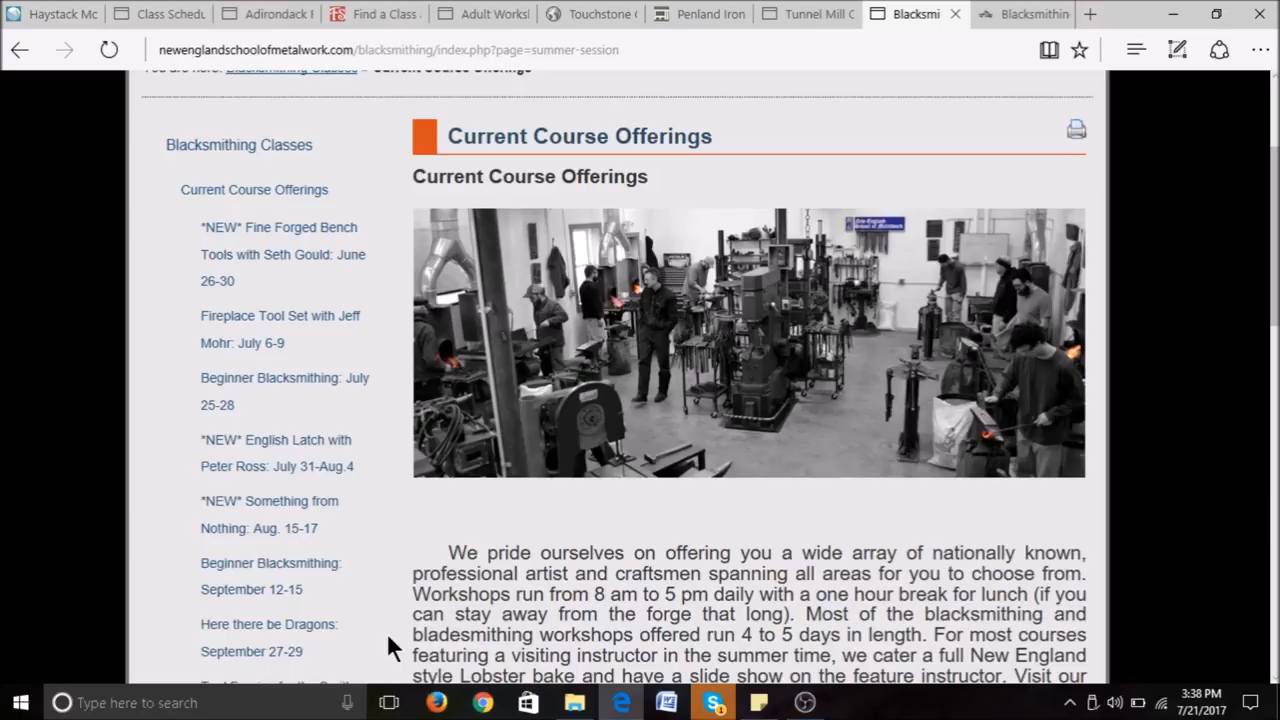 Haystack Mc
Class Schedu
Adirondack F
Find a Class
Adult Worksh
Touchstone C
Penland Iron
Tunnel Mill C
Blacksmi
Blacksmithin
newenglandschoolofmetalwork.com/blacksmithing/index.php?page=summer-session
Blacksmithing Classes
Current Course Offerings
*NEW* Fine Forged Bench
Tools with Seth Gould: June
26-30
Fireplace Tool Set with Jeff
Mohr: July 6-9
Beginner Blacksmithing: July
25-28
*NEW* English Latch with
Peter Ross: July 31-Aug.4
*NEW* Something from
Nothing: Aug. 15-17
Beginner Blacksmithing:
September 12-15
Here there be Dragons:
September 27-29
Current Course Offerings
Current Course Offerings
New England
School of Metalwork
We pride ourselves on offering you a wide array of nationally known,
professional artist and craftsmen spanning all areas for you to choose from.
Workshops run from 8 am to 5 pm daily with a one hour break for lunch (if you
can stay away from the forge that long). Most of the blacksmithing and
bladesmithing workshops offered run 4 to 5 days in length. For most courses
featuring a visiting instructor in the summer time, we cater a full New England
style Lobster bake and have a slide show on the feature instructor. Visit our
Type here to search
3:38 PM
7/21/2017